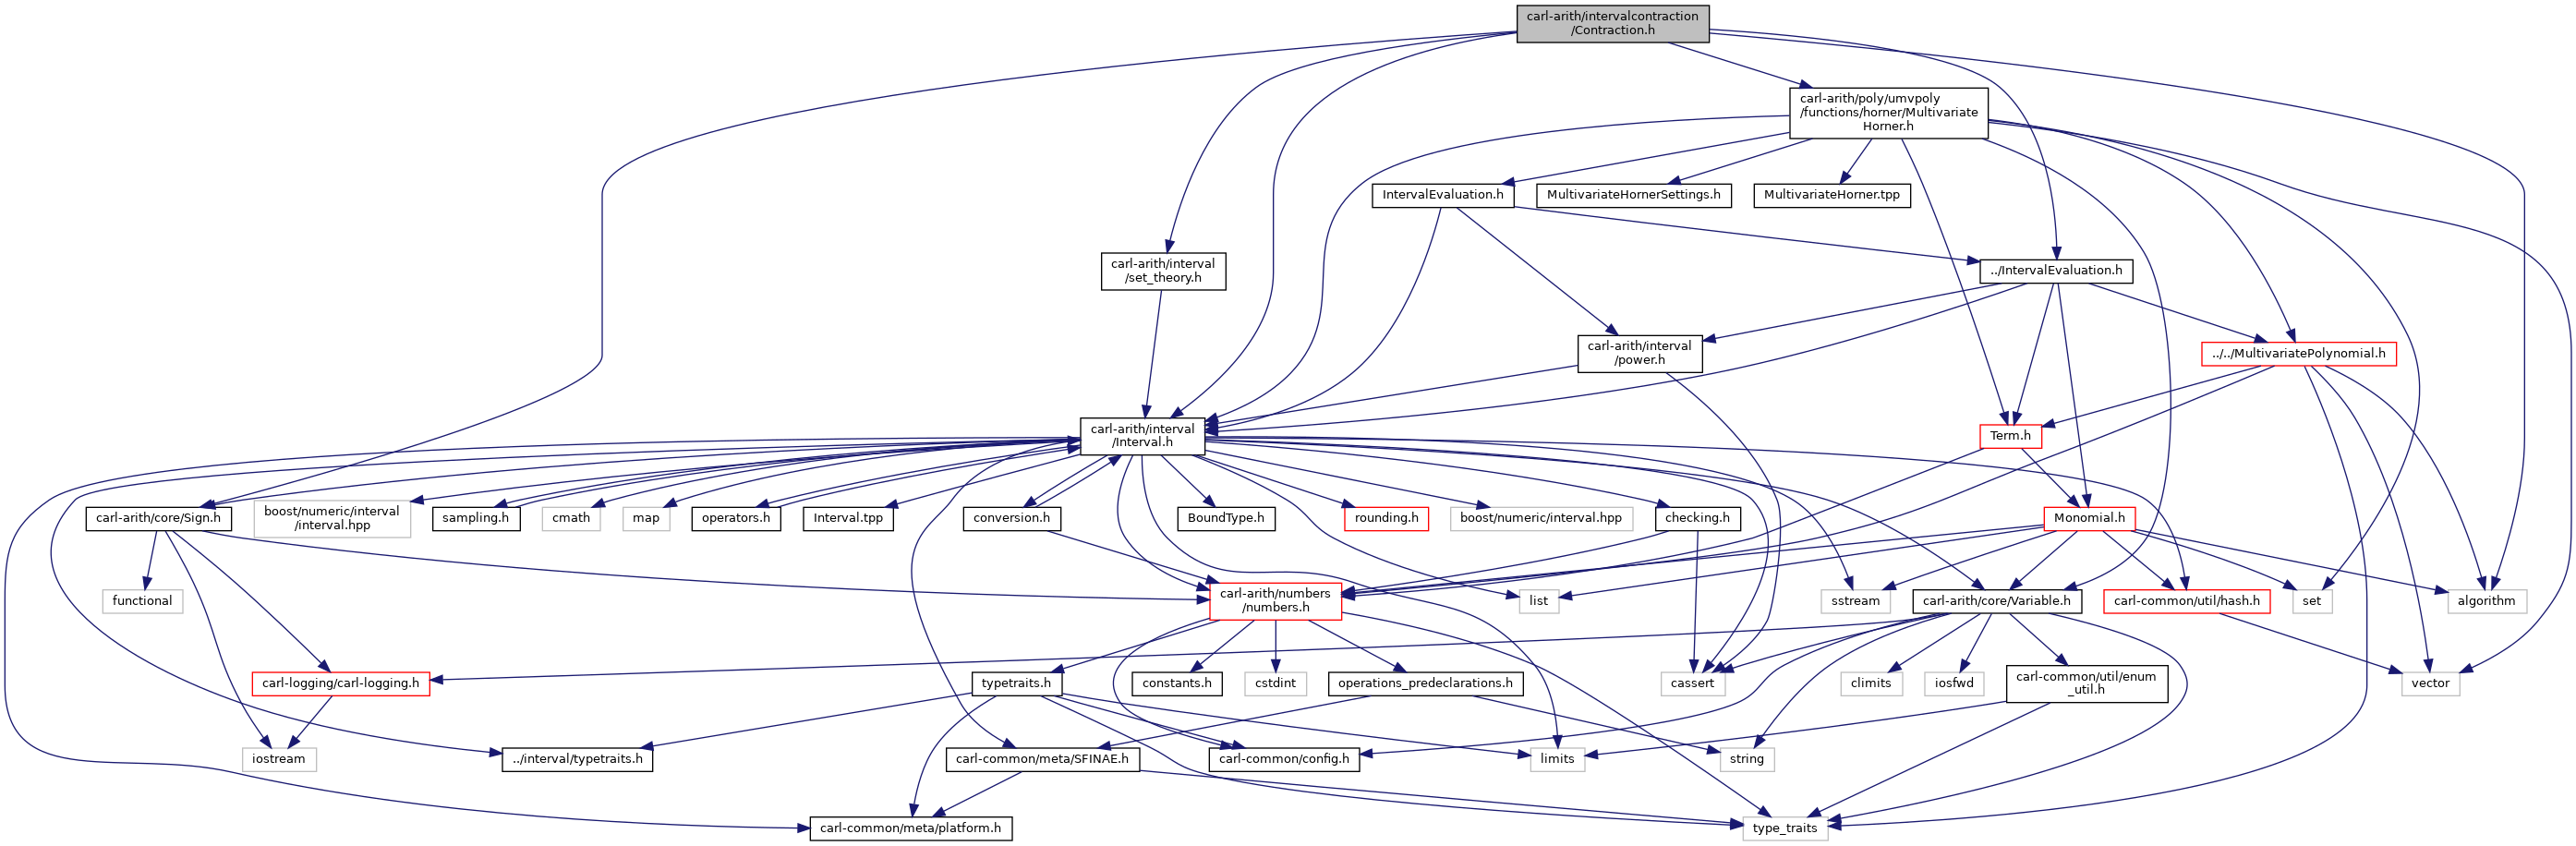 carl-arith/intervalcontraction
/Contraction.h
carl-arith/poly/umvpoly
/functions/horner/Multivariate
Horner.h
IntervalEvaluation.h
MultivariateHornerSettings.h
MultivariateHorner.tpp
carl-arith/interval
/set_theory.h
../IntervalEvaluation.h
carl-arith/interval
/power.h
../../MultivariatePolynomial.h
carl-arith/interval
/Interval.h
Term.h
carl-arith/core/Sign.h
boost/numeric/interval
/interval.hpp
sampling.h
cmath
map
operators.h
Interval.tpp
conversion.h
BoundType.h
rounding.h
boost/numeric/interval.hpp
checking.h
Monomial.h
functional
carl-arith/numbers
/numbers.h
list
sstream
carl-arith/core/Variable.h
carl-common/util/hash.h
set
algorithm
carl-logging/carl-logging.h
typetraits.h
constants.h
cstdint
operations_predeclarations.h
cassert
climits
iosfwd
carl-common/util/enum
_util.h
vector
iostream
../interval/typetraits.h
carl-common/meta/SFINAE.h
carl-common/config.h
limits
string
carl-common/meta/platform.h
type_traits